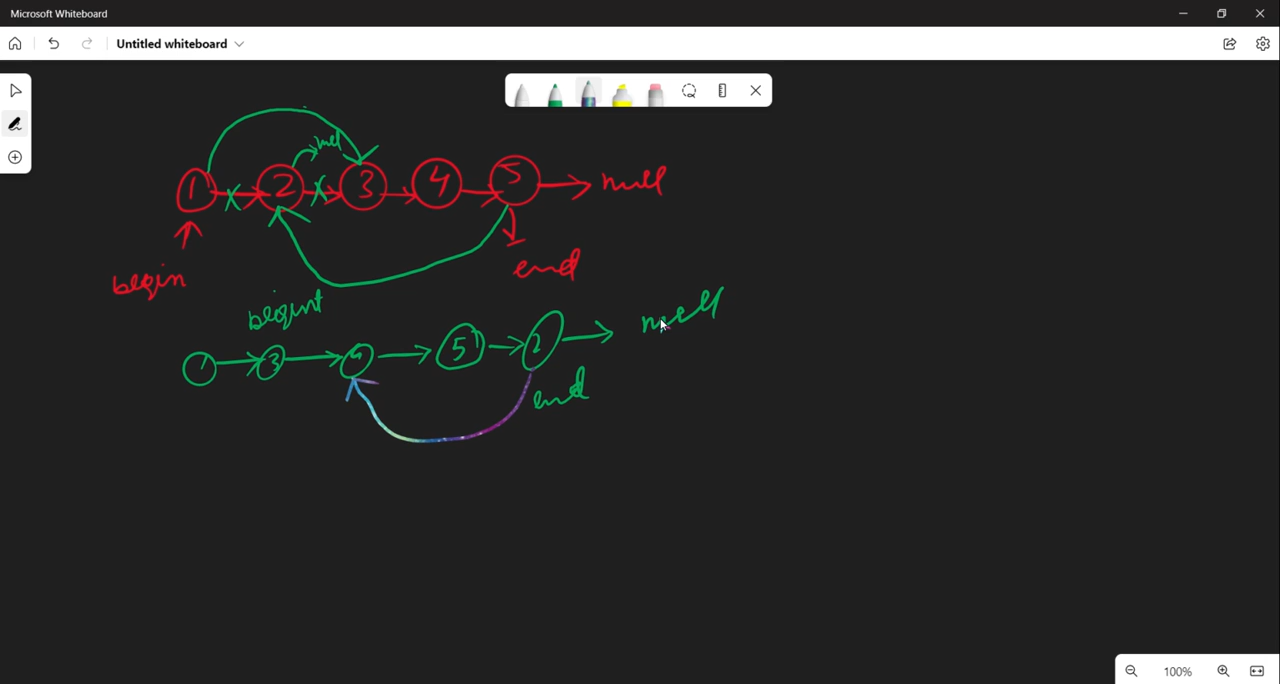 Microsoft Whiteboard
Untitled whiteboard
null
1 2 3 4 5 null
begin
end
begin
1 3 4 5 2 null
end
100%